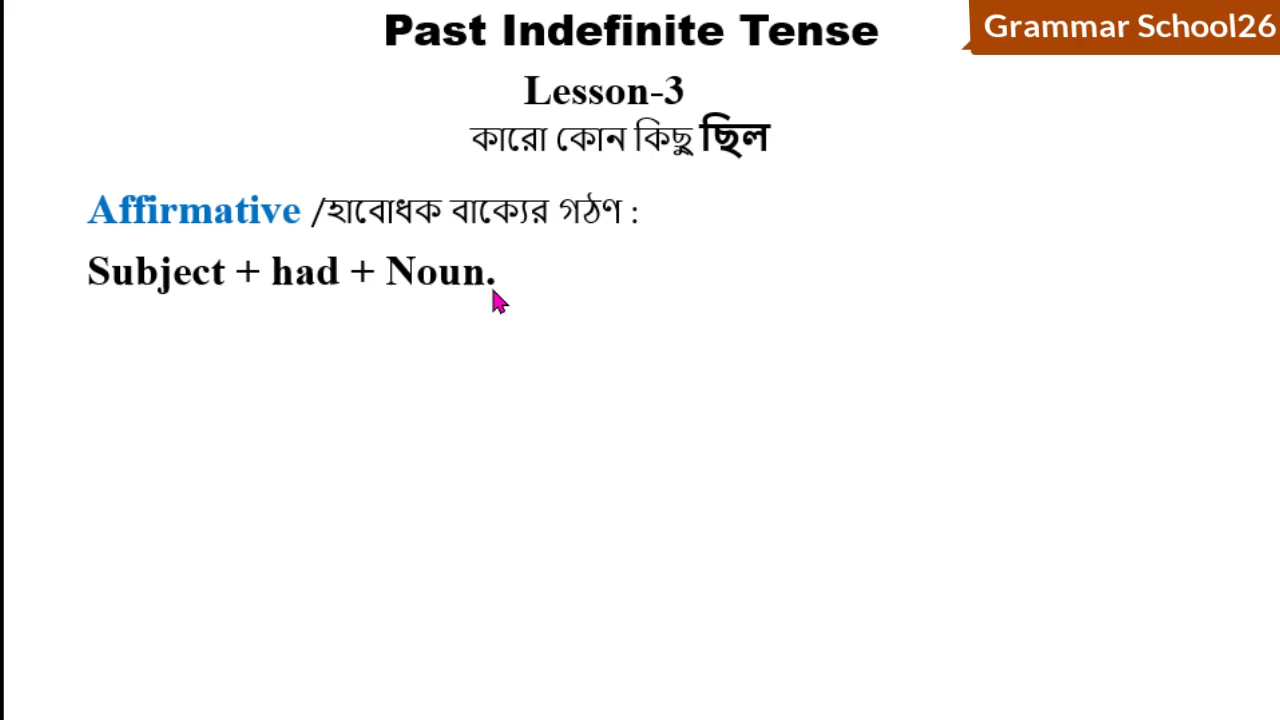 Past Indefinite Tense
Grammar School26
Lesson-3
কারো কোন কিছু ছিল
Affirmative /হাবোধক বাক্যের গঠণ :
Subject + had + Noun.